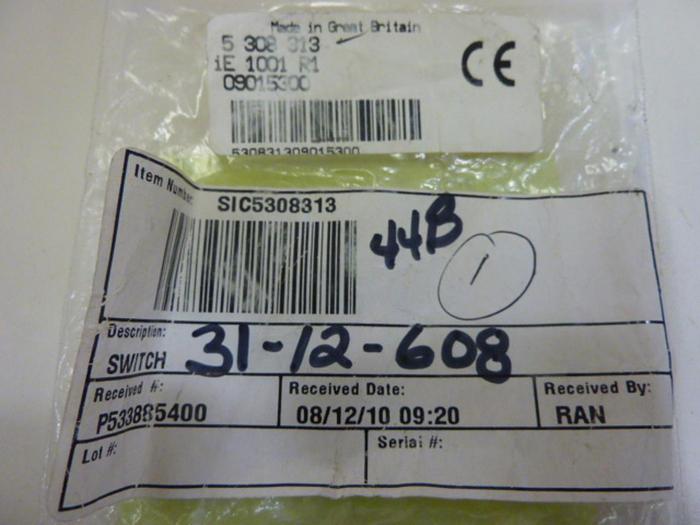 Made in Great Britain
5 308 313
iE 1001 R1
09015300
CE
530831309015300
Item Number:
SIC5308313
44B
1
Description:
SWITCH
31-12-608
Received #:
P533885400
Received Date:
08/12/10 09:20
Received By:
RAN
Lot #:
Serial #: